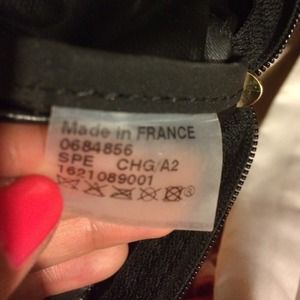 Made in FRANCE
0684856
SPE CHG/A2
1621089001